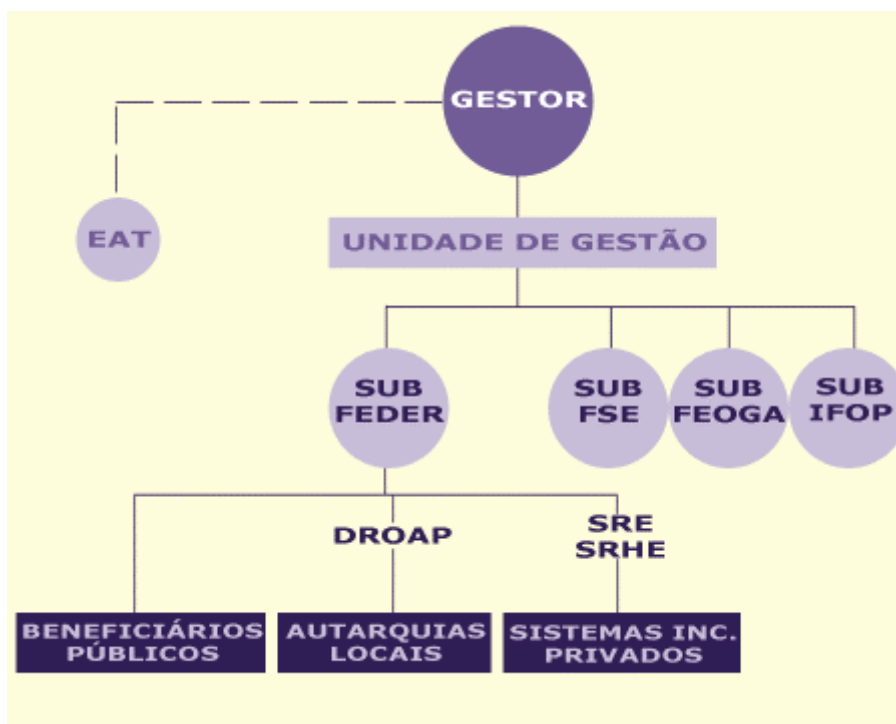 GESTOR
EAT
UNIDADE DE GESTÃO
SUB
FEDER
SUB
FSE
SUB
FEOGA
SUB
IFOP
DROAP
SRE
SRHE
BENEFICIÁRIOS
PÚBLICOS
AUTARQUIAS
LOCAIS
SISTEMAS INC.
PRIVADOS